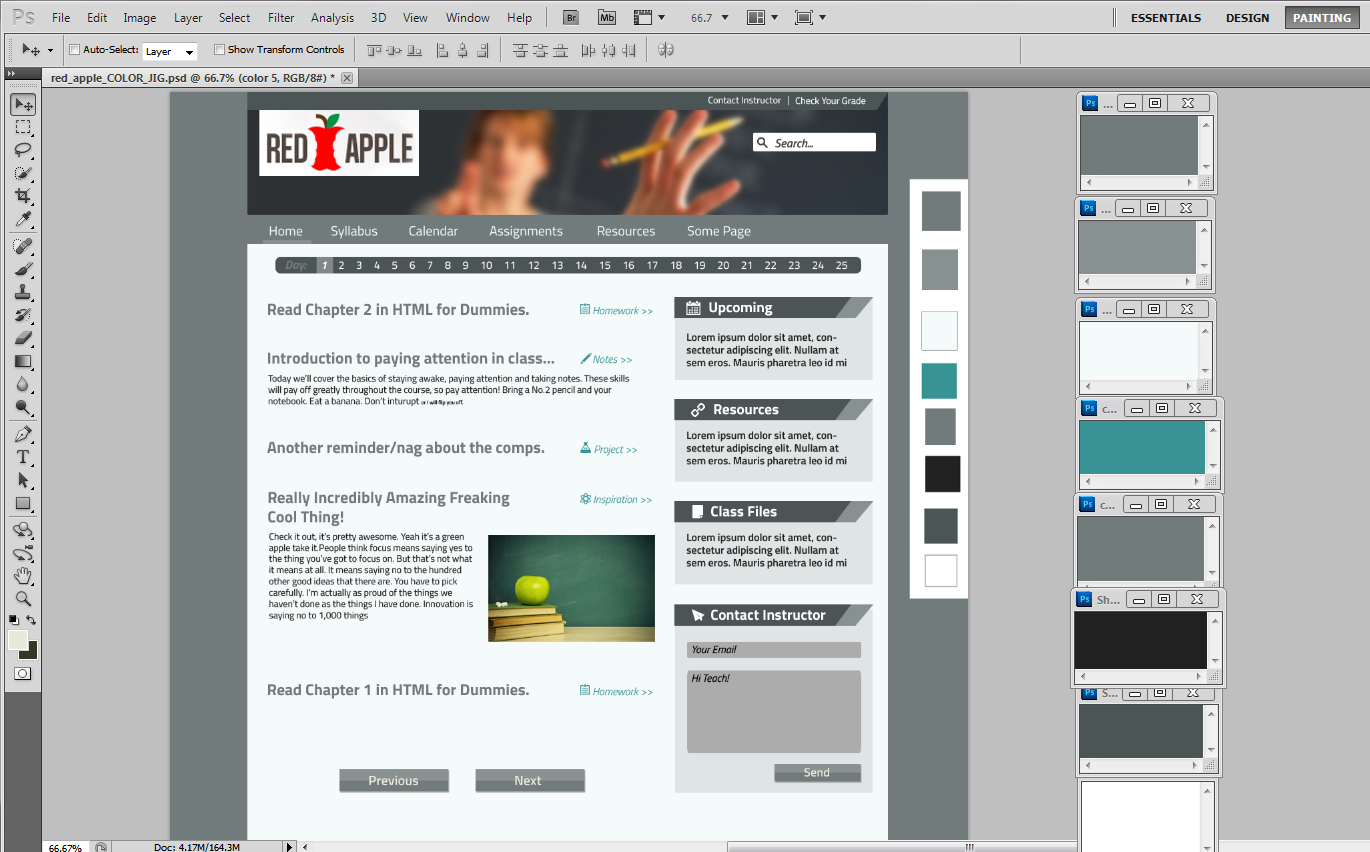 Ps File Edit Image Layer Select Filter Analysis 3D View Window Help Br Mb 66.7 ESSENTIALS DESIGN PAINTING
Auto-Select: Layer Show Transform Controls
red_apple_COLOR_JIG.psd @ 66.7% (color 5, RGB/8#) *
Contact Instructor | Check Your Grade
RED APPLE
Search...
Home Syllabus Calendar Assignments Resources Some Page
Day: 1 2 3 4 5 6 7 8 9 10 11 12 13 14 15 16 17 18 19 20 21 22 23 24 25
Read Chapter 2 in HTML for Dummies.
Homework >>
Introduction to paying attention in class...
Notes >>
Today we'll cover the basics of staying awake, paying attention and taking notes. These skills
will pay off greatly throughout the course, so pay attention! Bring a No.2 pencil and your
notebook. Eat a banana. Don't inturupt or I will flip you off.
Another reminder/nag about the comps.
Project >>
Really Incredibly Amazing Freaking
Cool Thing!
Inspiration >>
Check it out, it's pretty awesome. Yeah it's a green
apple take it.People think focus means saying yes to
the thing you've got to focus on. But that's not what
it means at all. It means saying no to the hundred
other good ideas that there are. You have to pick
carefully. I'm actually as proud of the things we
haven't done as the things I have done. Innovation is
saying no to 1,000 things
Read Chapter 1 in HTML for Dummies.
Homework >>
Previous Next
Upcoming
Lorem ipsum dolor sit amet, con-
sectetur adipiscing elit. Nullam at
sem eros. Mauris pharetra leo id mi
Resources
Lorem ipsum dolor sit amet, con-
sectetur adipiscing elit. Nullam at
sem eros. Mauris pharetra leo id mi
Class Files
Lorem ipsum dolor sit amet, con-
sectetur adipiscing elit. Nullam at
sem eros. Mauris pharetra leo id mi
Contact Instructor
Your Email
Hi Teach!
Send
Ps ...
Ps ...
Ps ...
Ps c...
Ps c...
Ps Sh...
Ps S...
66.67% Doc: 4.17M/164.3M